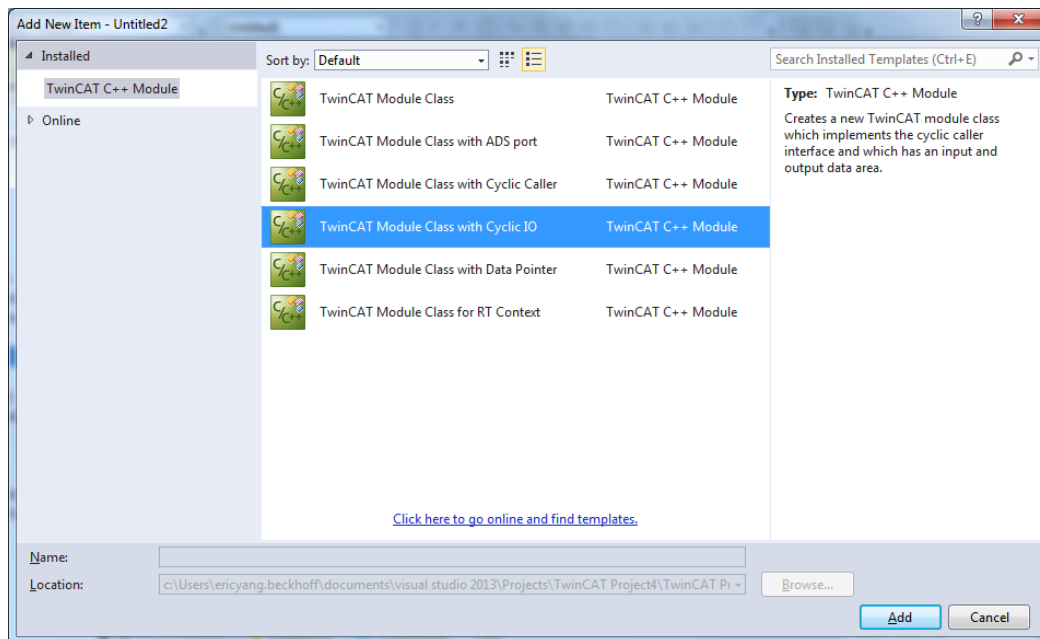 Add New Item - Untitled2
Installed
TwinCAT C++ Module
Online
Sort by: Default
Search Installed Templates (Ctrl+E)
TwinCAT Module Class TwinCAT C++ Module
TwinCAT Module Class with ADS port TwinCAT C++ Module
TwinCAT Module Class with Cyclic Caller TwinCAT C++ Module
TwinCAT Module Class with Cyclic IO TwinCAT C++ Module
TwinCAT Module Class with Data Pointer TwinCAT C++ Module
TwinCAT Module Class for RT Context TwinCAT C++ Module
Type: TwinCAT C++ Module
Creates a new TwinCAT module class
which implements the cyclic caller
interface and which has an input and
output data area.
Click here to go online and find templates.
Name:
Location: c:\Users\ericyang.beckhoff\documents\visual studio 2013\Projects\TwinCAT Project4\TwinCAT Pr
Browse...
Add Cancel